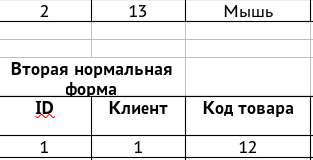 2 13 Мышь
Вторая нормальная
форма
ID Клиент Код товара
1 1 12